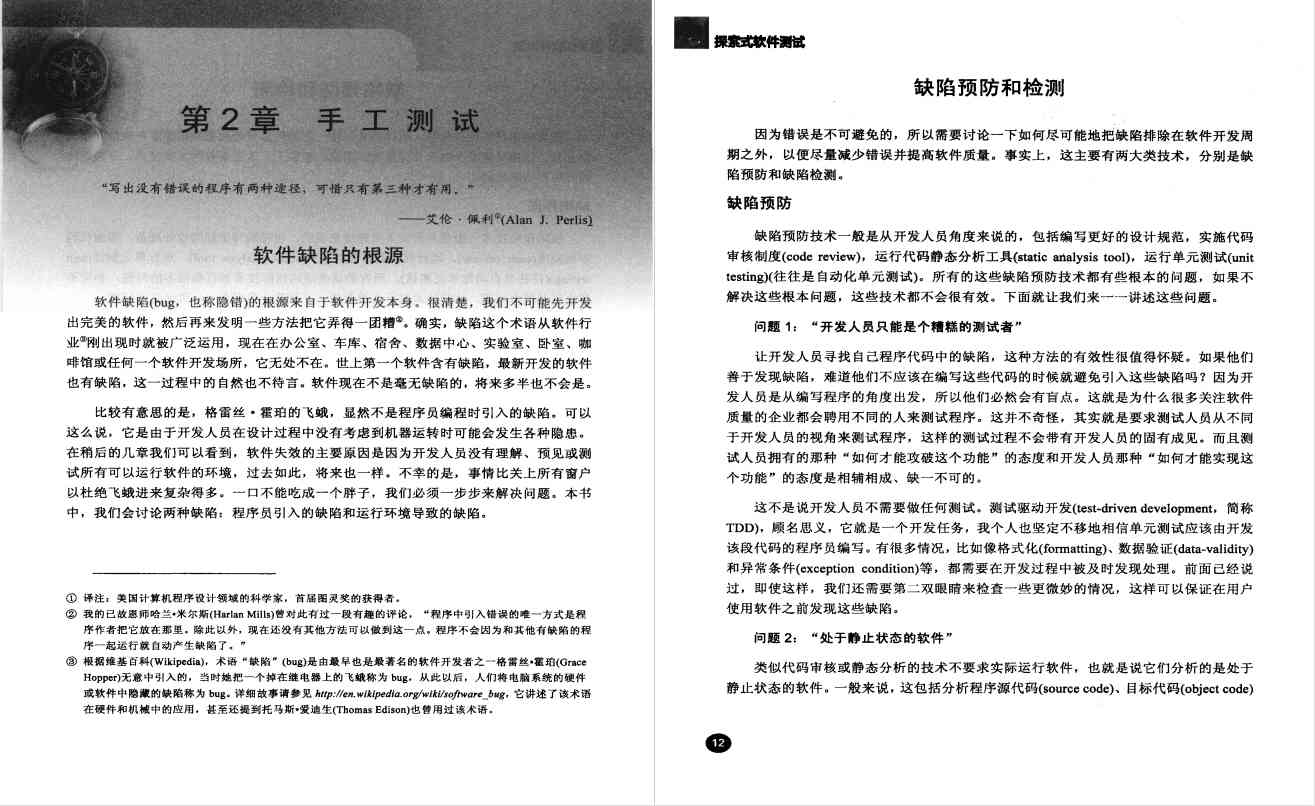 第2章 手工测试
“写出没有错误的程序有两种途径，可惜只有第三种才有用。”
——艾伦·佩利①(Alan J. Perlis)
软件缺陷的根源
软件缺陷(bug，也称隐错)的根源来自于软件开发本身。很清楚，我们不可能先开发
出完美的软件，然后再来发明一些方法把它弄得一团糟②。确实，缺陷这个术语从软件行
业③刚出现时就被广泛运用，现在在办公室、车库、宿舍、数据中心、实验室、卧室、咖
啡馆或任何一个软件开发场所，它无处不在。世上第一个软件含有缺陷，最新开发的软件
也有缺陷，这一过程中的自然也不待言。软件现在不是毫无缺陷的，将来多半也不会是。
比较有意思的是，格雷丝·霍珀的飞蛾，显然不是程序员编程时引入的缺陷。可以
这么说，它是由于开发人员在设计过程中没有考虑到机器运转时可能会发生各种隐患。
在稍后的几章我们可以看到，软件失效的主要原因是因为开发人员没有理解、预见或测
试所有可以运行软件的环境，过去如此，将来也一样。不幸的是，事情比关上所有窗户
以杜绝飞蛾进来复杂得多。一口不能吃成一个胖子，我们必须一步步来解决问题。本书
中，我们会讨论两种缺陷：程序员引入的缺陷和运行环境导致的缺陷。
① 译注：美国计算机程序设计领域的科学家，首届图灵奖的获得者。
② 我的已故恩师哈兰•米尔斯(Harlan Mills)曾对此有过一段有趣的评论，“程序中引入错误的唯一方式是程
序作者把它放在那里。除此以外，现在还没有其他方法可以做到这一点。程序不会因为和其他有缺陷的程
序一起运行就自动产生缺陷了。”
③ 根据维基百科(Wikipedia)，术语“缺陷”(bug)是由最早也是最著名的软件开发者之一格雷丝•霍珀(Grace
Hopper)无意中引入的，当时她把一个掉在继电器上的飞蛾称为 bug，从此以后，人们将电脑系统的硬件
或软件中隐藏的缺陷称为 bug。详细故事请参见 http://en.wikipedia.org/wiki/software_bug，它讲述了该术语
在硬件和机械中的应用，甚至还提到托马斯•爱迪生(Thomas Edison)也曾用过该术语。
探索式软件测试
缺陷预防和检测
因为错误是不可避免的，所以需要讨论一下如何尽可能地把缺陷排除在软件开发周
期之外，以便尽量减少错误并提高软件质量。事实上，这主要有两大类技术，分别是缺
陷预防和缺陷检测。
缺陷预防
缺陷预防技术一般是从开发人员角度来说的，包括编写更好的设计规范，实施代码
审核制度(code review)，运行代码静态分析工具(static analysis tool)，运行单元测试(unit
testing)(往往是自动化单元测试)。所有的这些缺陷预防技术都有些根本的问题，如果不
解决这些根本问题，这些技术都不会很有效。下面就让我们来一一讲述这些问题。
问题 1：“开发人员只能是个糟糕的测试者”
让开发人员寻找自己程序代码中的缺陷，这种方法的有效性很值得怀疑。如果他们
善于发现缺陷，难道他们不应该在编写这些代码的时候就避免引入这些缺陷吗？因为开
发人员是从编写程序的角度出发，所以他们必然会有盲点。这就是为什么很多关注软件
质量的企业都会聘用不同的人来测试程序。这并不奇怪，其实就是要求测试人员从不同
于开发人员的视角来测试程序，这样的测试过程不会带有开发人员的固有成见。而且测
试人员拥有的那种“如何才能攻破这个功能”的态度和开发人员那种“如何才能实现这
个功能”的态度是相辅相成、缺一不可的。
这不是说开发人员不需要做任何测试。测试驱动开发(test-driven development，简称
TDD)，顾名思义，它就是一个开发任务，我个人也坚定不移地相信单元测试应该由开发
该段代码的程序员编写。有很多情况，比如像格式化(formatting)、数据验证(data-validity)
和异常条件(exception condition)等，都需要在开发过程中被及时发现处理。前面已经说
过，即使这样，我们还需要第二双眼睛来检查一些更微妙的情况，这样可以保证在用户
使用软件之前发现这些缺陷。
问题 2：“处于静止状态的软件”
类似代码审核或静态分析的技术不要求实际运行软件，也就是说它们分析的是处于
静止状态的软件。一般来说，这包括分析程序源代码(source code)、目标代码(object code)
12